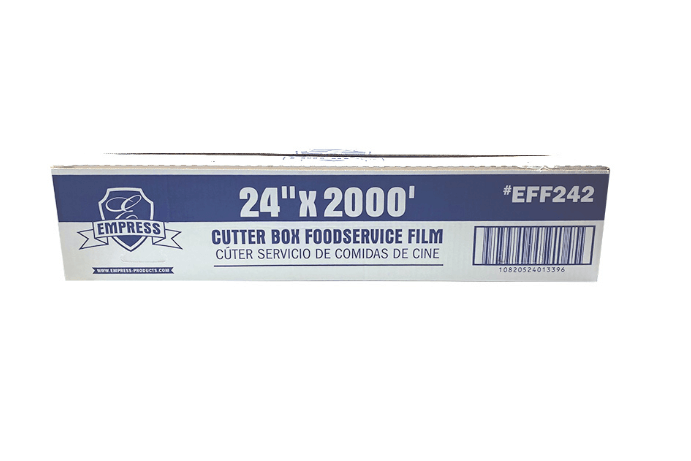 24" x 2000'
#EFF242
E
EMPRESS
CUTTER BOX FOODSERVICE FILM
CÚTER SERVICIO DE COMIDAS DE CINE
WWW.EMPRESS-PRODUCTS.COM
10820524013396